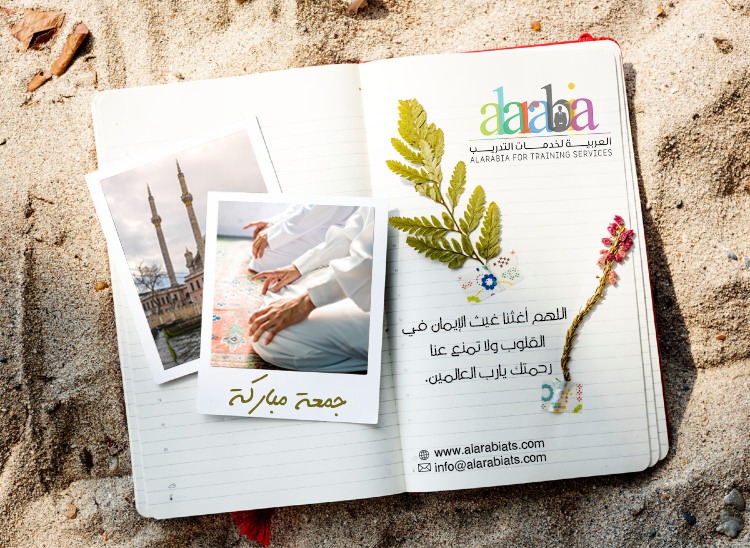 alarabia
العربية لخدمات التدريب
ALARABIA FOR TRAINING SERVICES
اللهم أغثنا غيث الإيمان في
القلوب ولا تمنع عنا
رحمتك يارب العالمين.
جمعة مباركة
www.alarabiats.com
info@alarabiats.com